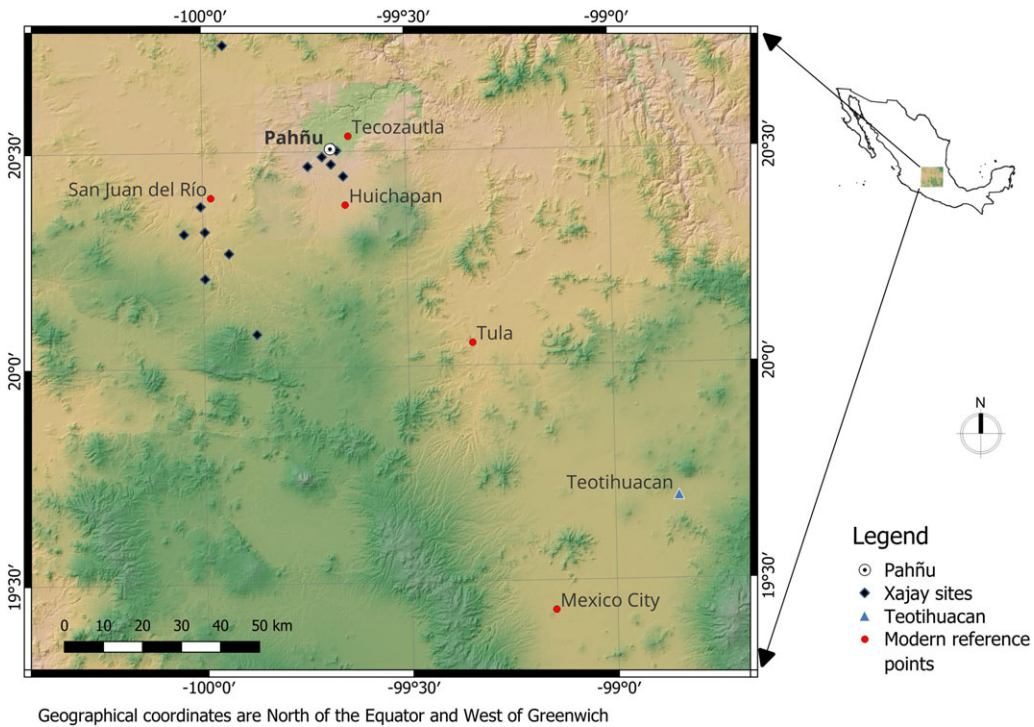 -100°0′ -99°30′ -99°0′
Tecozautla
Pahñu
20°30′ 20°30′
San Juan del Río
Huichapan
Tula
20°0′ 20°0′
N
Teotihuacan
19°30′ 19°30′
Mexico City
0 10 20 30 40 50 km
-100°0′ -99°30′ -99°0′
Legend
Pahñu
Xajay sites
Teotihuacan
Modern reference
points
Geographical coordinates are North of the Equator and West of Greenwich